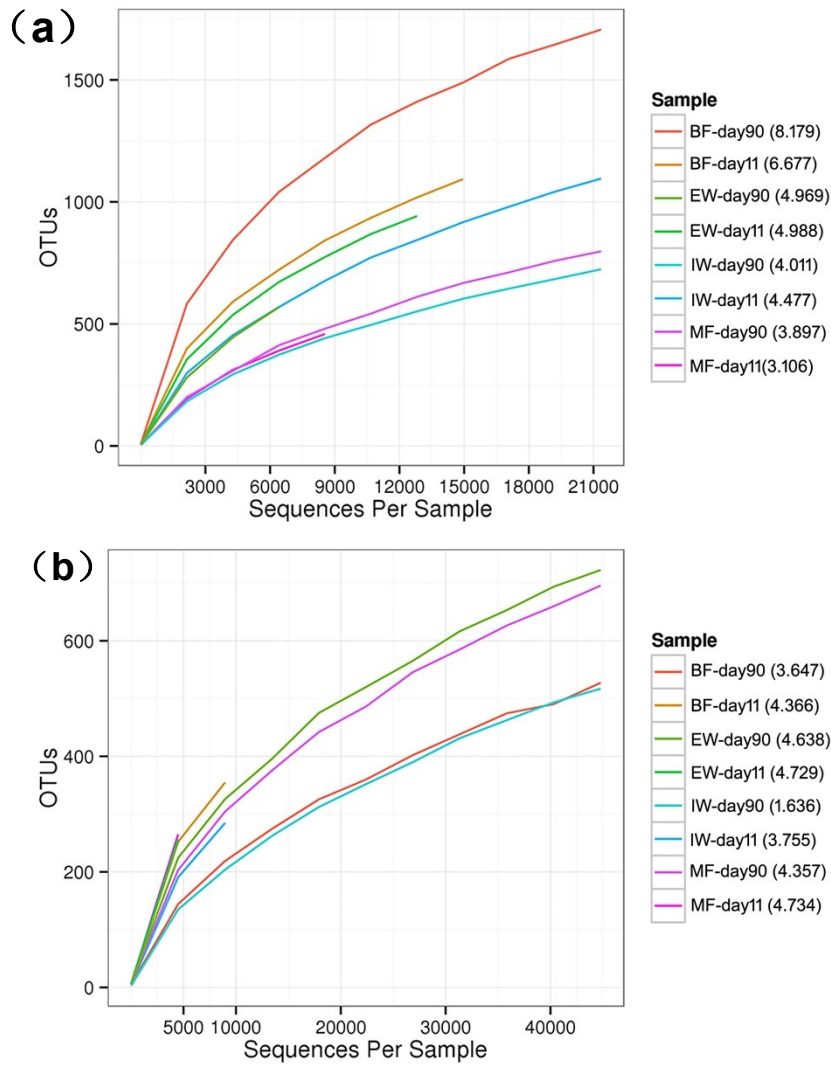 （a）
1500
1000
500
0
OTUs
3000 6000 9000 12000 15000 18000 21000
Sequences Per Sample
Sample
BF-day90 (8.179)
BF-day11 (6.677)
EW-day90 (4.969)
EW-day11 (4.988)
IW-day90 (4.011)
IW-day11 (4.477)
MF-day90 (3.897)
MF-day11(3.106)
（b）
600
400
200
0
OTUs
5000 10000 20000 30000 40000
Sequences Per Sample
Sample
BF-day90 (3.647)
BF-day11 (4.366)
EW-day90 (4.638)
EW-day11 (4.729)
IW-day90 (1.636)
IW-day11 (3.755)
MF-day90 (4.357)
MF-day11 (4.734)